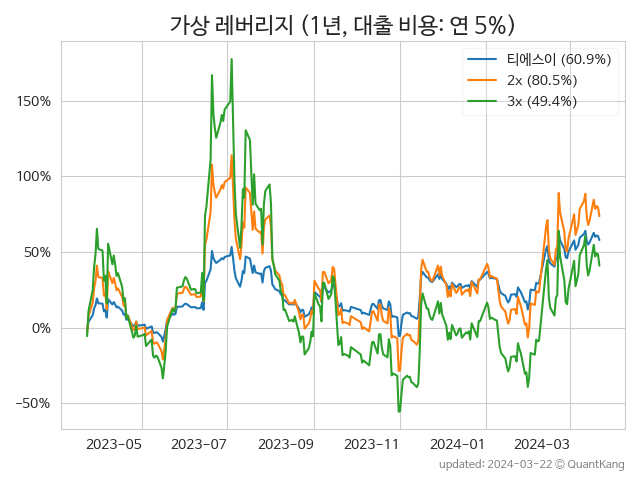 가상 레버리지 (1년, 대출 비용: 연 5%)
티에스이 (60.9%)
2x (80.5%)
3x (49.4%)
150%
100%
50%
0%
−50%
2023-05 2023-07 2023-09 2023-11 2024-01 2024-03
updated: 2024-03-22 © QuantKang